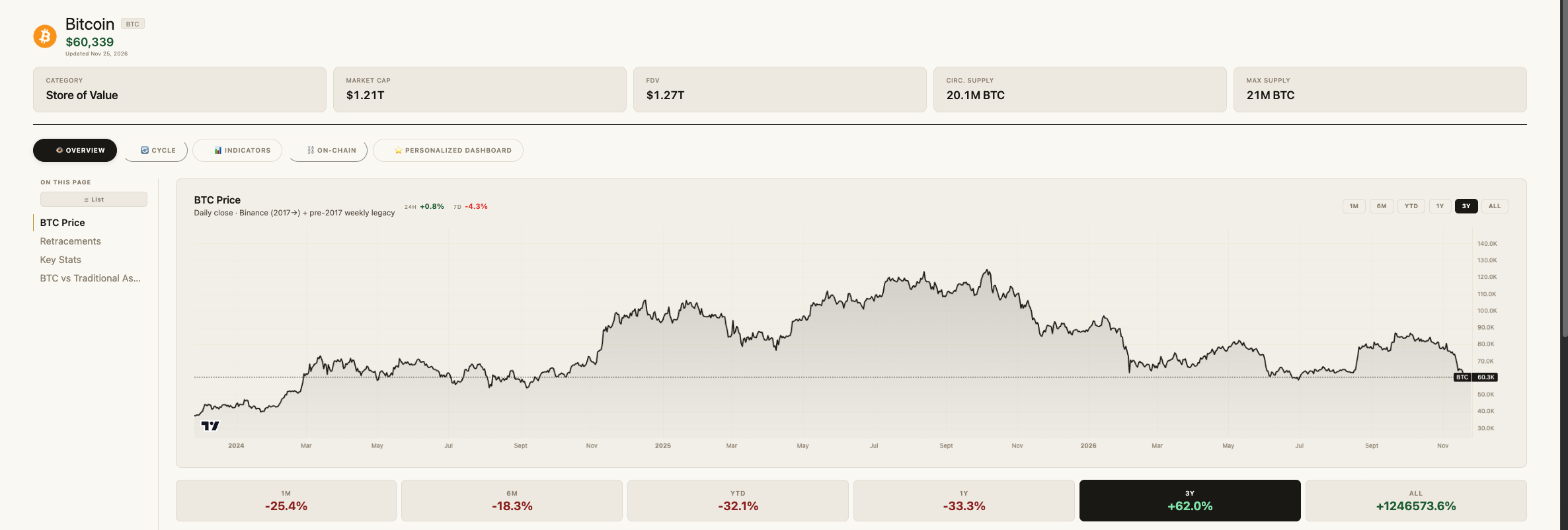 Bitcoin BTC
$60,339
Updated Nov 25, 2026
CATEGORY
Store of Value
MARKET CAP
$1.21T
FDV
$1.27T
CIRC. SUPPLY
20.1M BTC
MAX SUPPLY
21M BTC
OVERVIEW
CYCLE
INDICATORS
ON-CHAIN
PERSONALIZED DASHBOARD
ON THIS PAGE
≡ List
BTC Price
Retracements
Key Stats
BTC vs Traditional As...
BTC Price
Daily close · Binance (2017→) + pre-2017 weekly legacy
24H +0.8% 7D -4.3%
1M 6M YTD 1Y 3Y ALL
140.0K
130.0K
120.0K
110.0K
100.0K
90.0K
80.0K
70.0K
BTC 60.3K
50.0K
40.0K
30.0K
2024 Mar May Jul Sept Nov 2025 Mar May Jul Sept Nov 2026 Mar May Jul Sept Nov
1M
-25.4%
6M
-18.3%
YTD
-32.1%
1Y
-33.3%
3Y
+62.0%
ALL
+1246573.6%